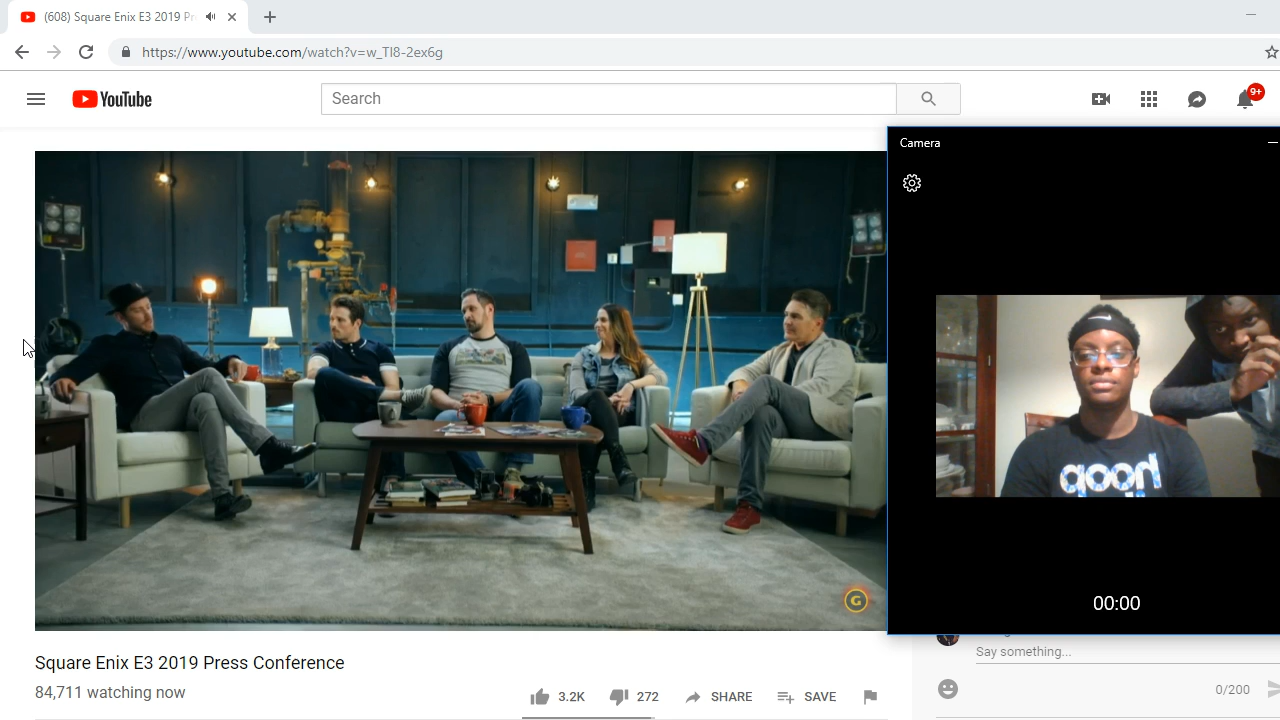 (608) Square Enix E3 2019 Pr
https://www.youtube.com/watch?v=w_TI8-2ex6g
YouTube
Search
9+
Camera
G
00:00
Square Enix E3 2019 Press Conference
84,711 watching now
3.2K
272
SHARE
SAVE
Say something...
0/200